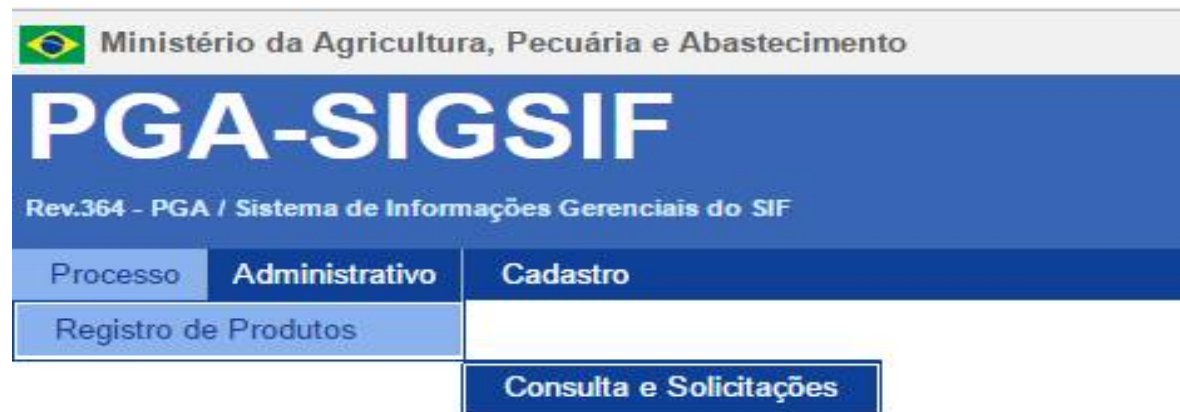 Ministério da Agricultura, Pecuária e Abastecimento
PGA-SIGSIF
Rev.364 - PGA / Sistema de Informações Gerenciais do SIF
Processo Administrativo Cadastro
Registro de Produtos
Consulta e Solicitações